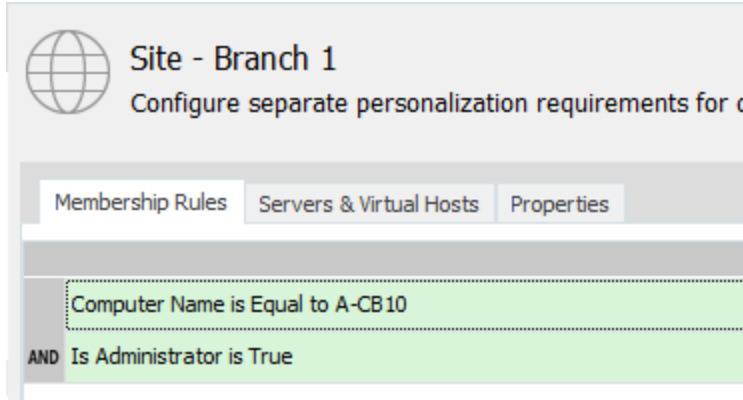 Site - Branch 1
Configure separate personalization requirements for
Membership Rules Servers & Virtual Hosts Properties
Computer Name is Equal to A-CB10
AND Is Administrator is True